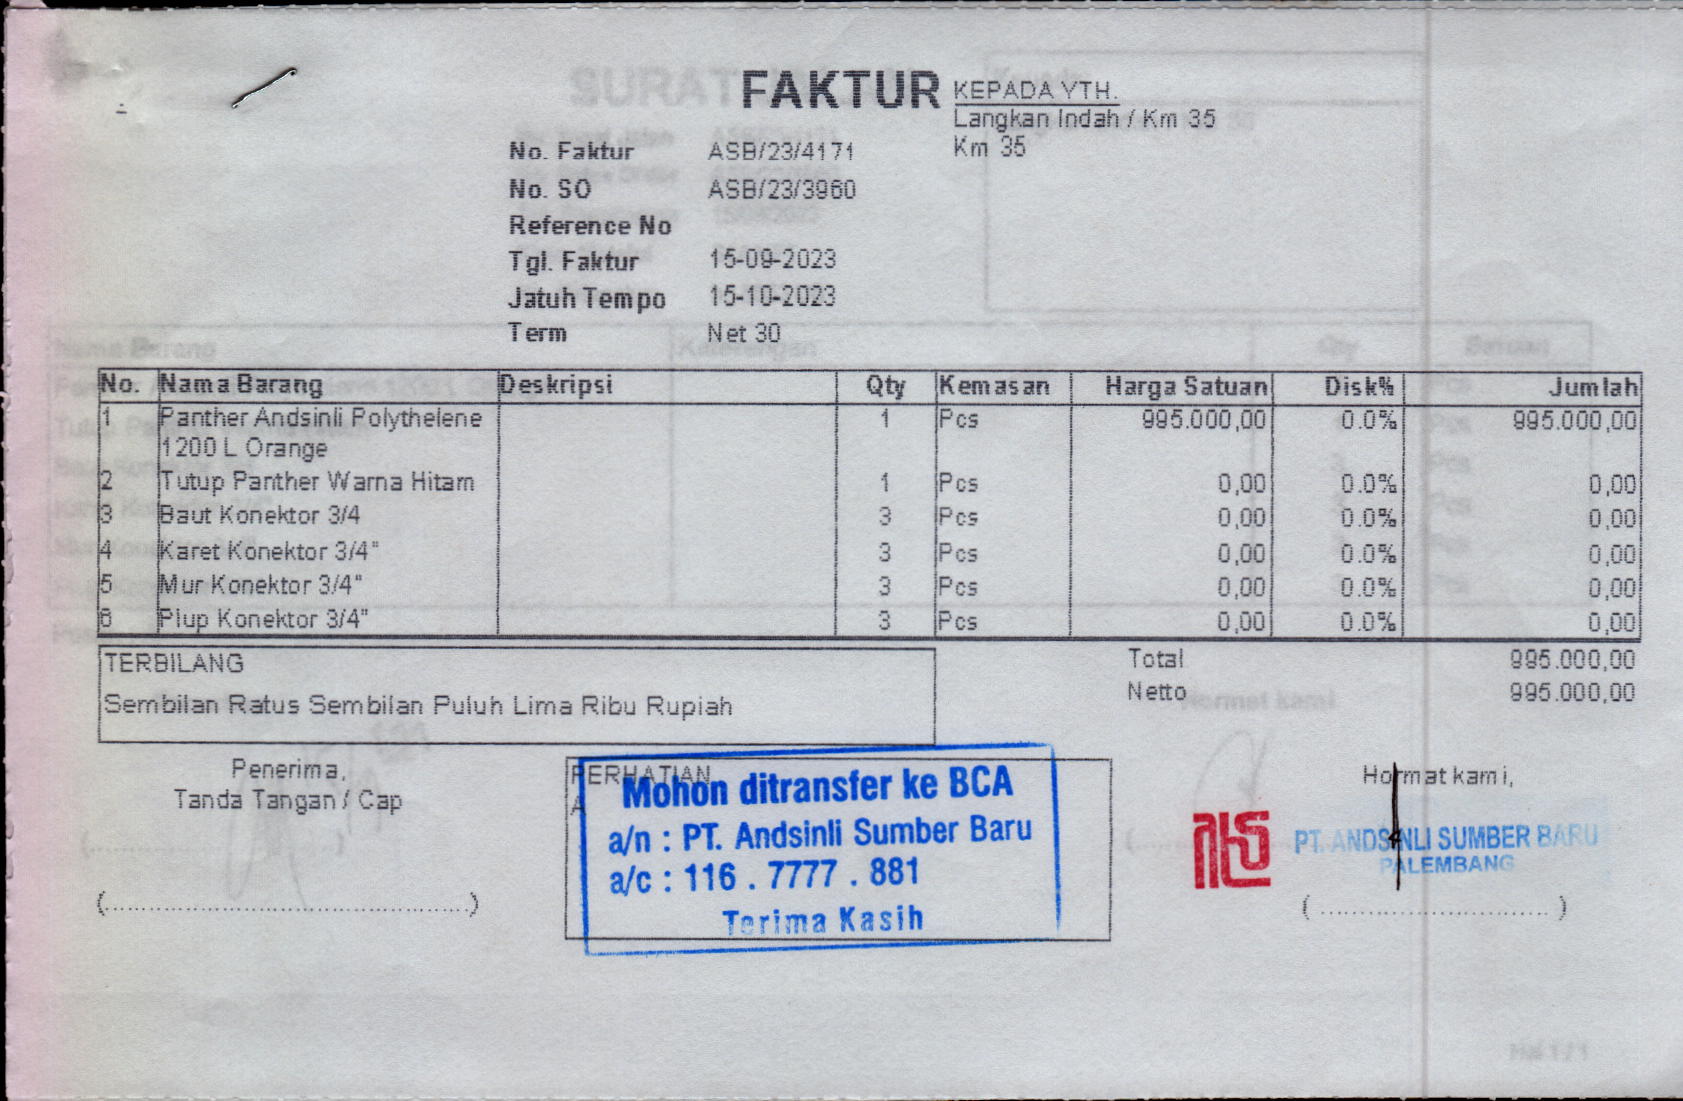 FAKTUR
KEPADA YTH.
Langkan Indah / Km 35
Km 35
No. Faktur ASB/23/4171
No. SO ASB/23/3960
Reference No
Tgl. Faktur 15-09-2023
Jatuh Tempo 15-10-2023
Term Net 30
No. Nama Barang Deskripsi Qty Kemasan Harga Satuan Disk% Jumlah
1 Panther Andsinli Polythelene 1 Pcs 995.000,00 0.0% 995.000,00
1200 L Orange
2 Tutup Panther Warna Hitam 1 Pcs 0,00 0.0% 0,00
3 Baut Konektor 3/4 3 Pcs 0,00 0.0% 0,00
4 Karet Konektor 3/4" 3 Pcs 0,00 0.0% 0,00
5 Mur Konektor 3/4" 3 Pcs 0,00 0.0% 0,00
6 Plup Konektor 3/4" 3 Pcs 0,00 0.0% 0,00
TERBILANG
Sembilan Ratus Sembilan Puluh Lima Ribu Rupiah
Total 995.000,00
Netto 995.000,00
Penerima,
Tanda Tangan / Cap
(..........................................)
PERHATIAN
A
Mohon ditransfer ke BCA
a/n : PT. Andsinli Sumber Baru
a/c : 116 . 7777 . 881
Terima Kasih
Hormat kami,
PT. ANDSINLI SUMBER BARU
PALEMBANG
( ............................ )